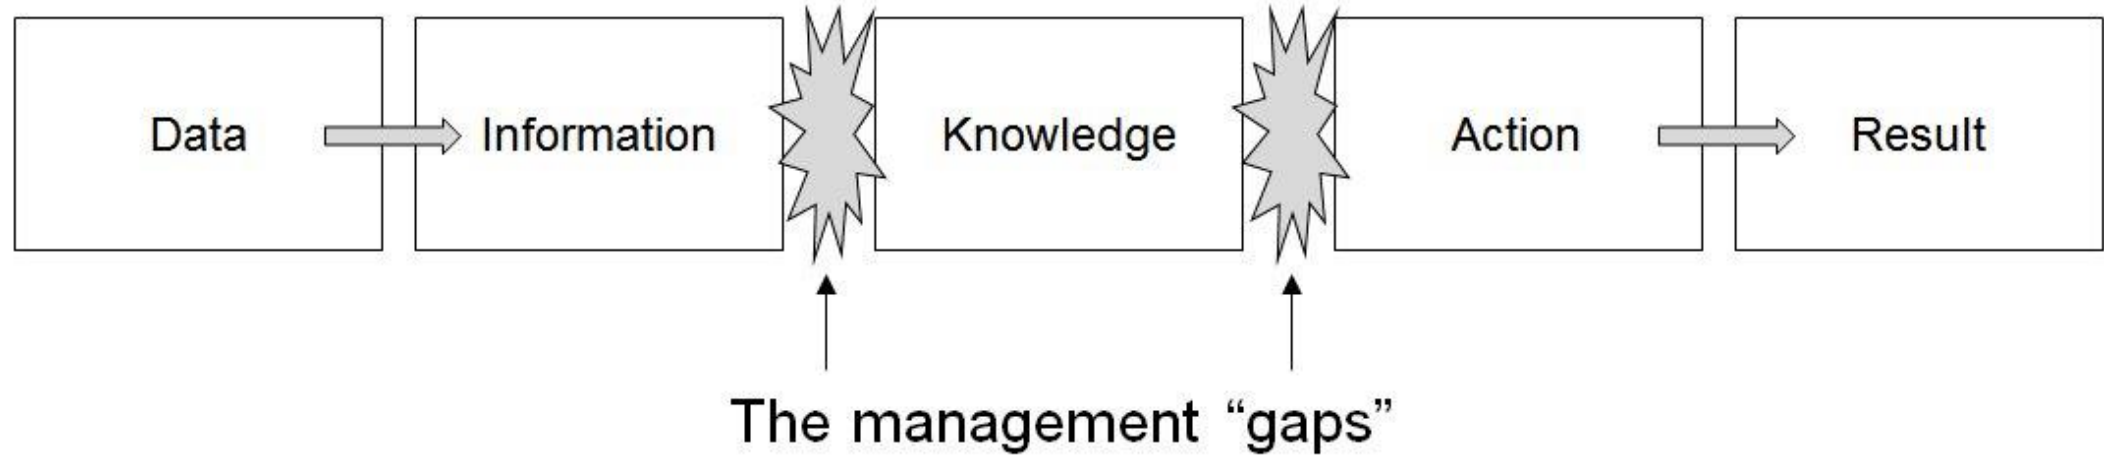 Data
Information
Knowledge
Action
Result
The management “gaps”